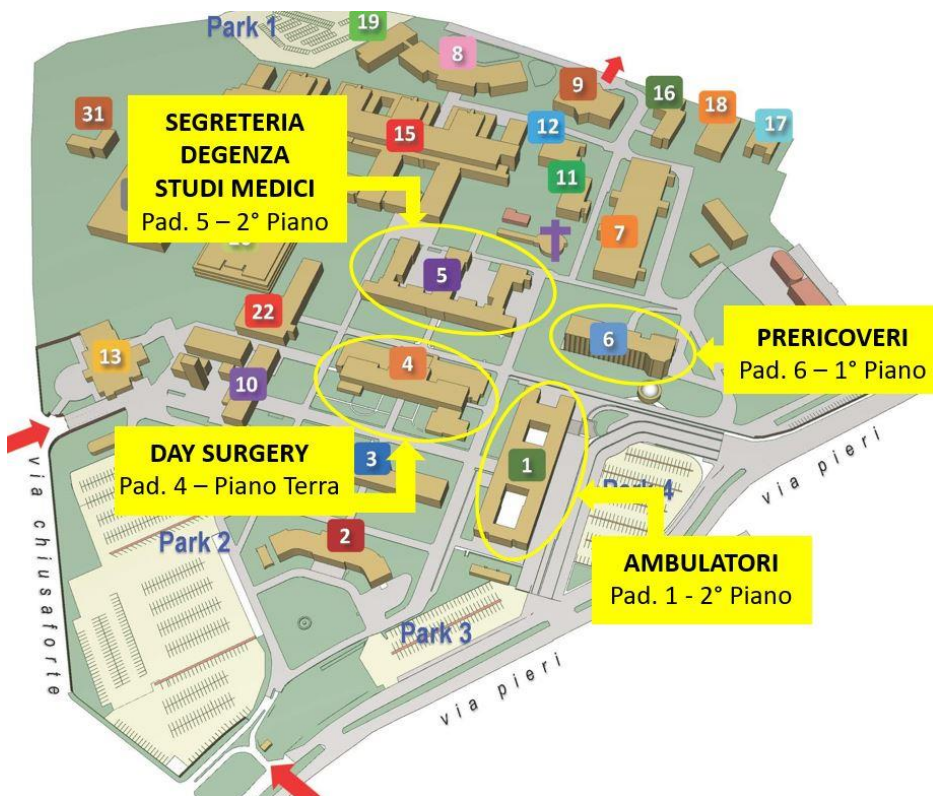 Park 1
19
8
9
16
18
17
31
12
15
11
7
SEGRETERIA
DEGENZA
STUDI MEDICI
Pad. 5 – 2° Piano
5
22
6
PRERICOVERI
Pad. 6 – 1° Piano
13
4
10
DAY SURGERY
Pad. 4 – Piano Terra
3
1
2
Park 2
AMBULATORI
Pad. 1 - 2° Piano
Park 3
via chiusaforte
via pieri
via pieri